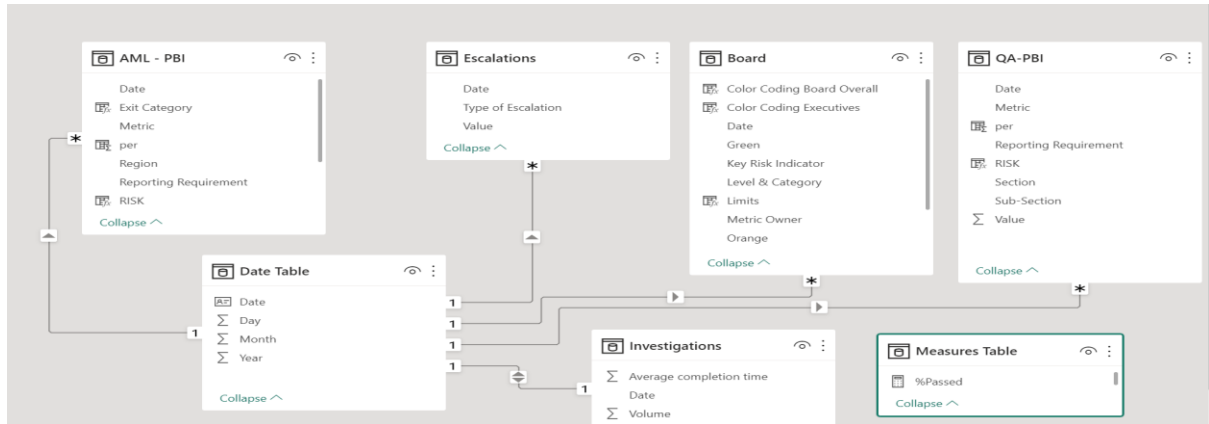 AML - PBI
Date
Exit Category
Metric
per
Region
Reporting Requirement
RISK
Collapse
*
Escalations
Date
Type of Escalation
Value
Collapse
*
Board
Color Coding Board Overall
Color Coding Executives
Date
Green
Key Risk Indicator
Level & Category
Limits
Metric Owner
Orange
Collapse
*
QA-PBI
Date
Metric
per
Reporting Requirement
RISK
Section
Sub-Section
Σ Value
Collapse
*
Date Table
Date
Σ Day
Σ Month
Σ Year
Collapse
1
1
1
1
1
Investigations
Σ Average completion time
Date
Σ Volume
1
Measures Table
%Passed
Collapse